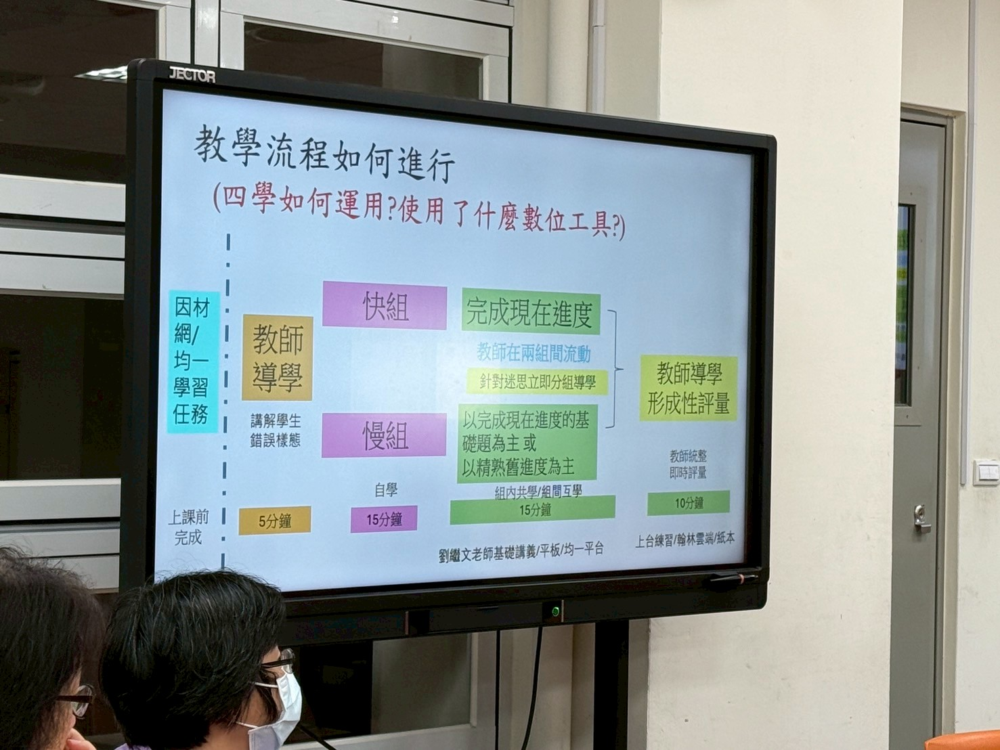 JECTOR
教學流程如何進行
(四學如何運用?使用了什麼數位工具?)
因材
網/
均一
學習
任務
上課前
完成
教師
導學
講解學生
錯誤樣態
5分鐘
快組
慢組
自學
15分鐘
完成現在進度
教師在兩組間流動
針對迷思立即分組導學
以完成現在進度的基
礎題為主 或
以精熟舊進度為主
組內共學/組間互學
15分鐘
劉繼文老師基礎講義/平板/均一平台
教師導學
形成性評量
教師統整
即時評量
10分鐘
上台練習/翰林雲端/紙本